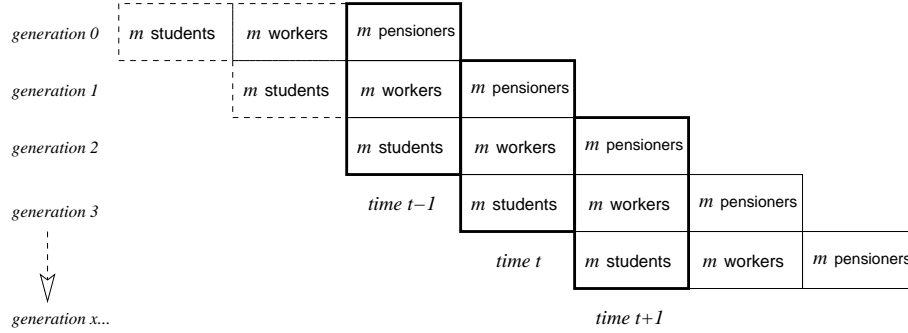 generation 0 m students m workers m pensioners
generation 1 m students m workers m pensioners
generation 2 m students m workers m pensioners
time t−1
generation 3 m students m workers m pensioners
time t m students m workers m pensioners
generation x... time t+1